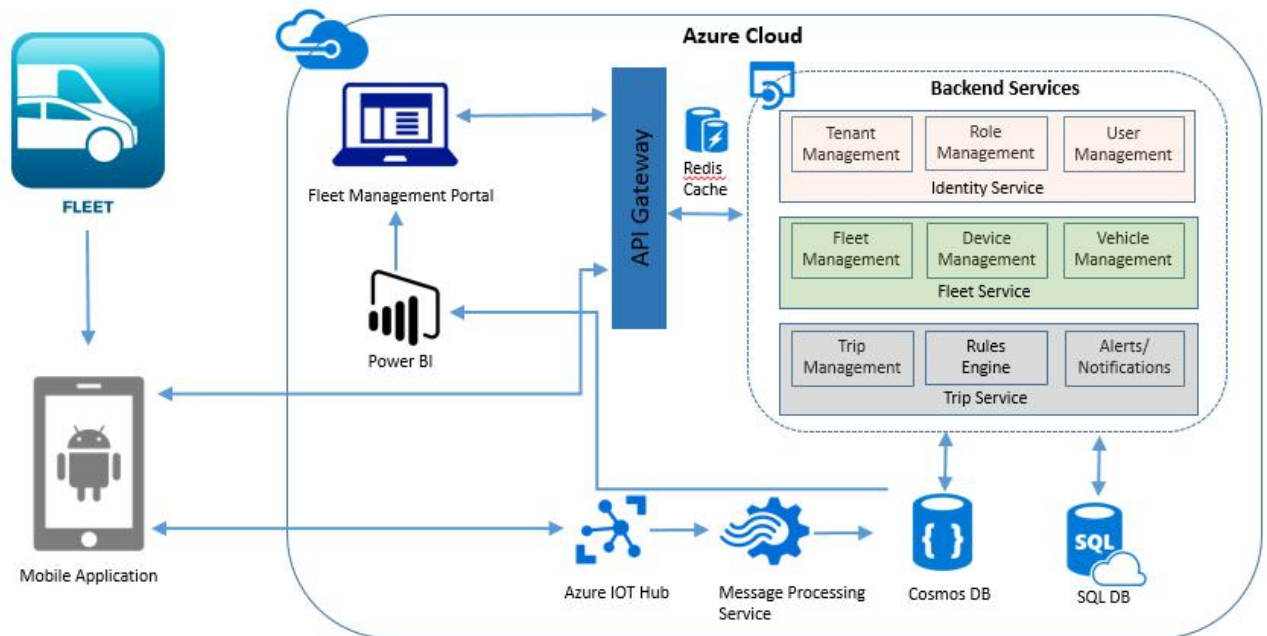 Azure Cloud
FLEET
Fleet Management Portal
API Gateway
Redis
Cache
Backend Services
Tenant
Management
Role
Management
User
Management
Identity Service
Fleet
Management
Device
Management
Vehicle
Management
Fleet Service
Trip
Management
Rules
Engine
Alerts/
Notifications
Trip Service
Power BI
Mobile Application
Azure IOT Hub
Message Processing
Service
Cosmos DB
SQL
SQL DB